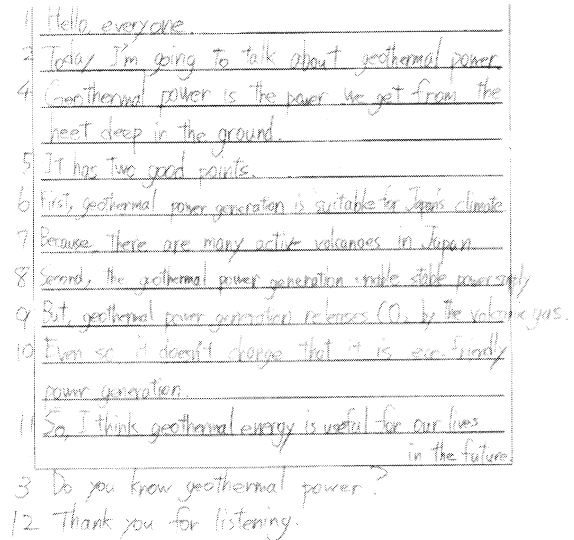 1 Hello, everyone.
2 Today I'm going to talk about geothermal power.
4 Geothermal power is the power we get from the
heet deep in the ground.
5 It has two good points.
6 First, geothermal power generation is suitable for Japan's climate
7 Because There are many active volcanoes in Japan
8 Second, the geothermal power generation enable stable power supply
9 But, geothermal power generation releases CO₂ by the volcanic gas.
10 Even so it doesn't change that it is eco-friendly
power generation.
11 So, I think geothermal energy is useful for our lives
in the future.
3 Do you know geothermal power?
12 Thank you for listening.